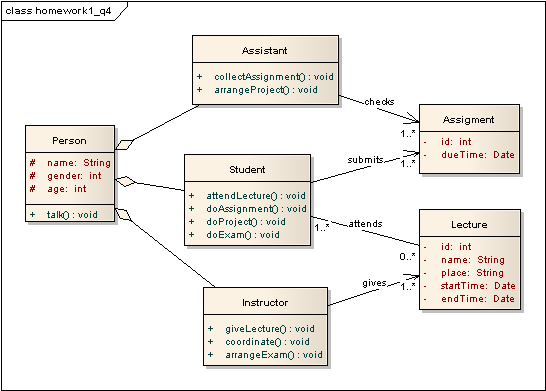 class homework1_q4
Assistant
+ collectAssignment() : void
+ arrangeProject() : void
checks
1..*
Assigment
- id: int
- dueTime: Date
Person
# name: String
# gender: int
# age: int
+ talk() : void
Student
+ attendLecture() : void
+ doAssignment() : void
+ doProject() : void
+ doExam() : void
submits
1..*
attends
1..*
0..*
Lecture
- id: int
- name: String
- place: String
- startTime: Date
- endTime: Date
gives
1..*
Instructor
+ giveLecture() : void
+ coordinate() : void
+ arrangeExam() : void